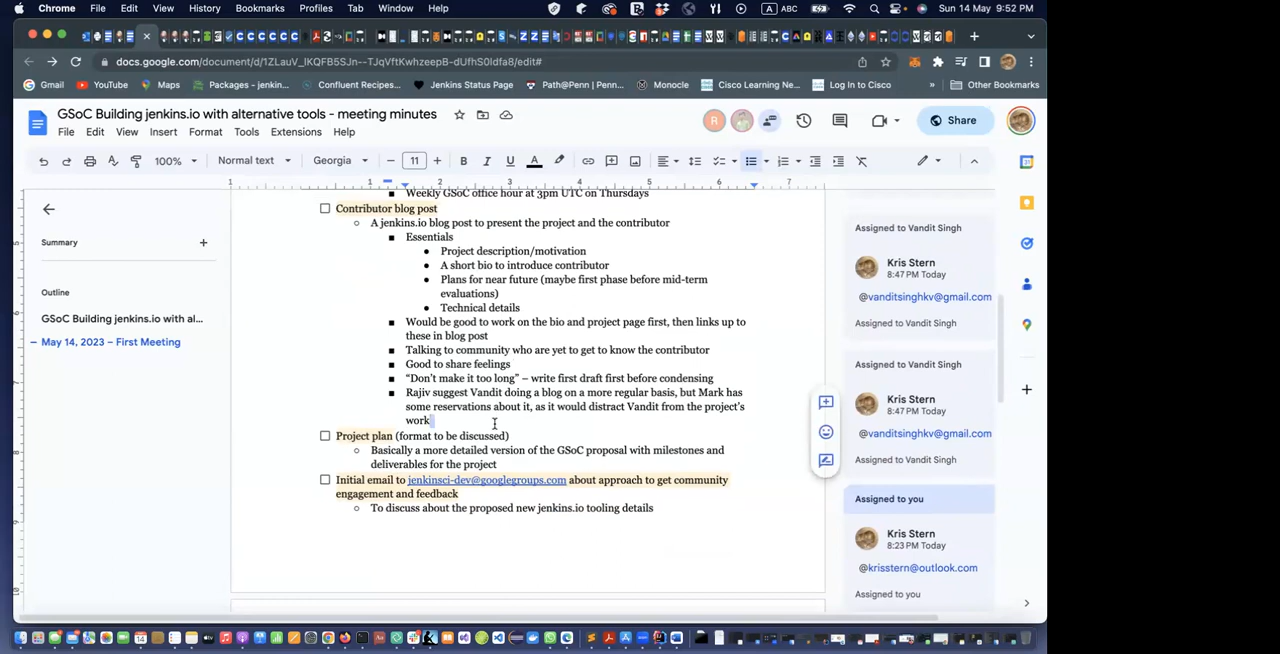 Chrome File Edit View History Bookmarks Profiles Tab Window Help A ABC Sun 14 May 9:52 PM
docs.google.com/document/d/1ZLauV_IKQFB5SJn--TJqVftKwhzeepB-dUfhS0Idfa8/edit#
Gmail YouTube Maps Packages - jenkin... Confluent Recipes... Jenkins Status Page Path@Penn | Penn... Monocle Cisco Learning Ne... Log In to Cisco » Other Bookmarks
GSoC Building jenkins.io with alternative tools - meeting minutes
R
Share
File Edit View Insert Format Tools Extensions Help
100% Normal text Georgia 11 B I U A
1 1 2 3 4 5 6 7
Weekly GSoC office hour at 3pm UTC on Thursdays
Contributor blog post
A jenkins.io blog post to present the project and the contributor
Essentials
Project description/motivation
A short bio to introduce contributor
Plans for near future (maybe first phase before mid-term
evaluations)
Technical details
Would be good to work on the bio and project page first, then links up to
these in blog post
Talking to community who are yet to get to know the contributor
Good to share feelings
“Don’t make it too long” – write first draft first before condensing
Rajiv suggest Vandit doing a blog on a more regular basis, but Mark has
some reservations about it, as it would distract Vandit from the project’s
work
Project plan (format to be discussed)
Basically a more detailed version of the GSoC proposal with milestones and
deliverables for the project
Initial email to jenkinsci-dev@googlegroups.com about approach to get community
engagement and feedback
To discuss about the proposed new jenkins.io tooling details
Summary
Outline
GSoC Building jenkins.io with al...
May 14, 2023 – First Meeting
Assigned to Vandit Singh
Kris Stern
8:47 PM Today
@vanditsinghkv@gmail.com
Assigned to Vandit Singh
Assigned to Vandit Singh
Kris Stern
8:47 PM Today
@vanditsinghkv@gmail.com
Assigned to Vandit Singh
Assigned to you
Kris Stern
8:23 PM Today
@krisstern@outlook.com
Assigned to you